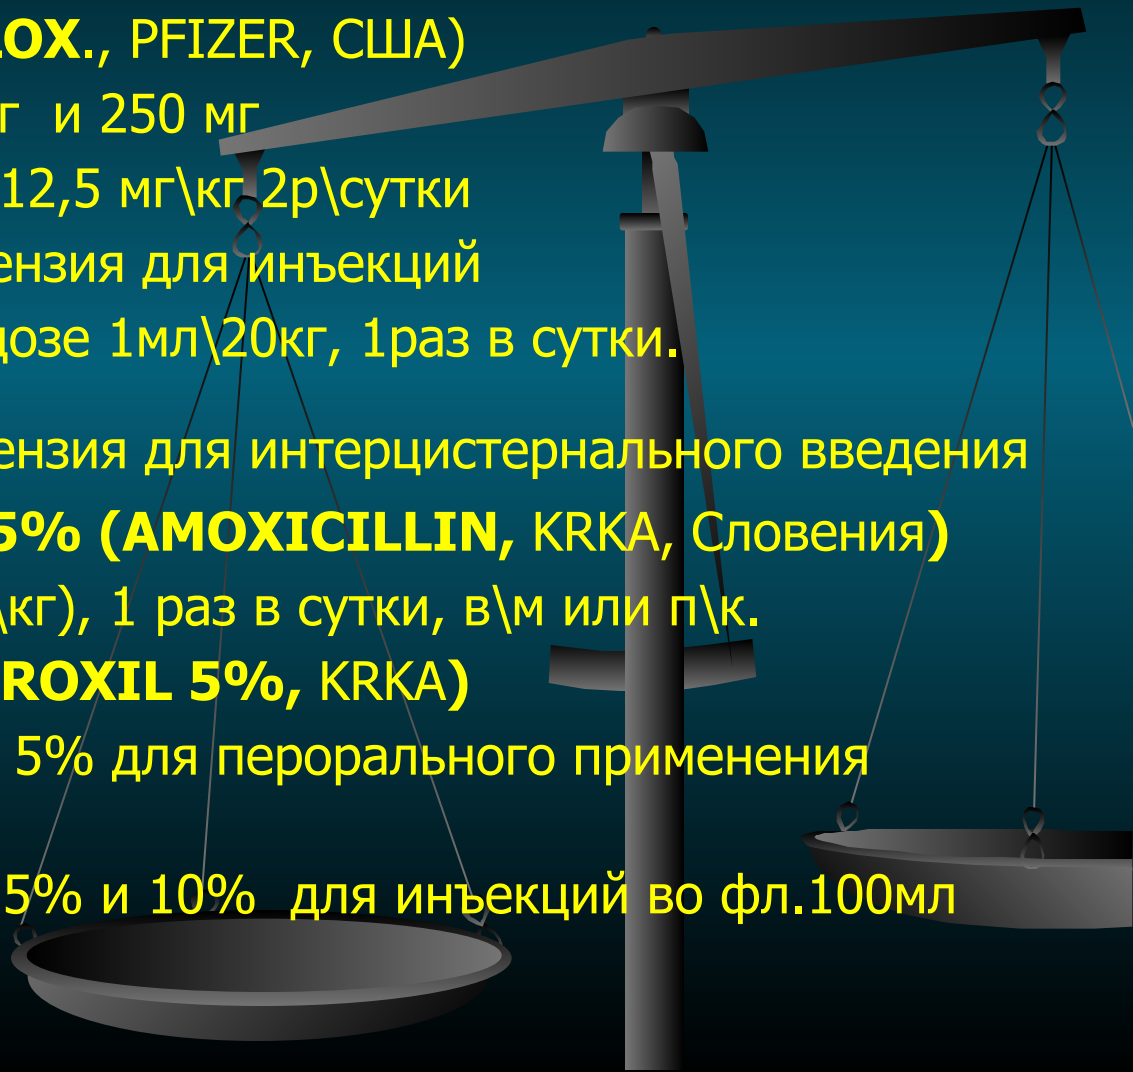 OX., PFIZER, США)
г и 250 мг
12,5 мг\кг 2р\сутки
ензия для инъекций
дозе 1мл\20кг, 1раз в сутки.
ензия для интерцистернального введения
5% (AMOXICILLIN, KRKA, Словения)
\кг), 1 раз в сутки, в\м или п\к.
ROXIL 5%, KRKA)
5% для перорального применения
5% и 10% для инъекций во фл.100мл